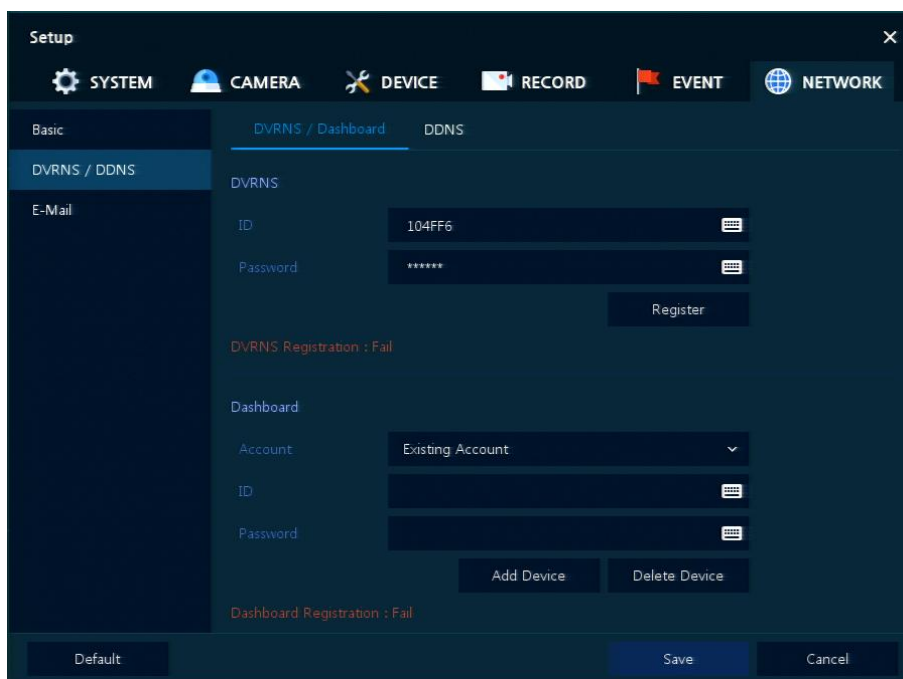 Setup
SYSTEM CAMERA DEVICE RECORD EVENT NETWORK
Basic
DVRNS / DDNS
E-Mail
DVRNS / Dashboard DDNS
DVRNS
ID 104FF6
Password ******
Register
DVRNS Registration : Fail
Dashboard
Account Existing Account
ID
Password
Add Device Delete Device
Dashboard Registration : Fail
Default Save Cancel